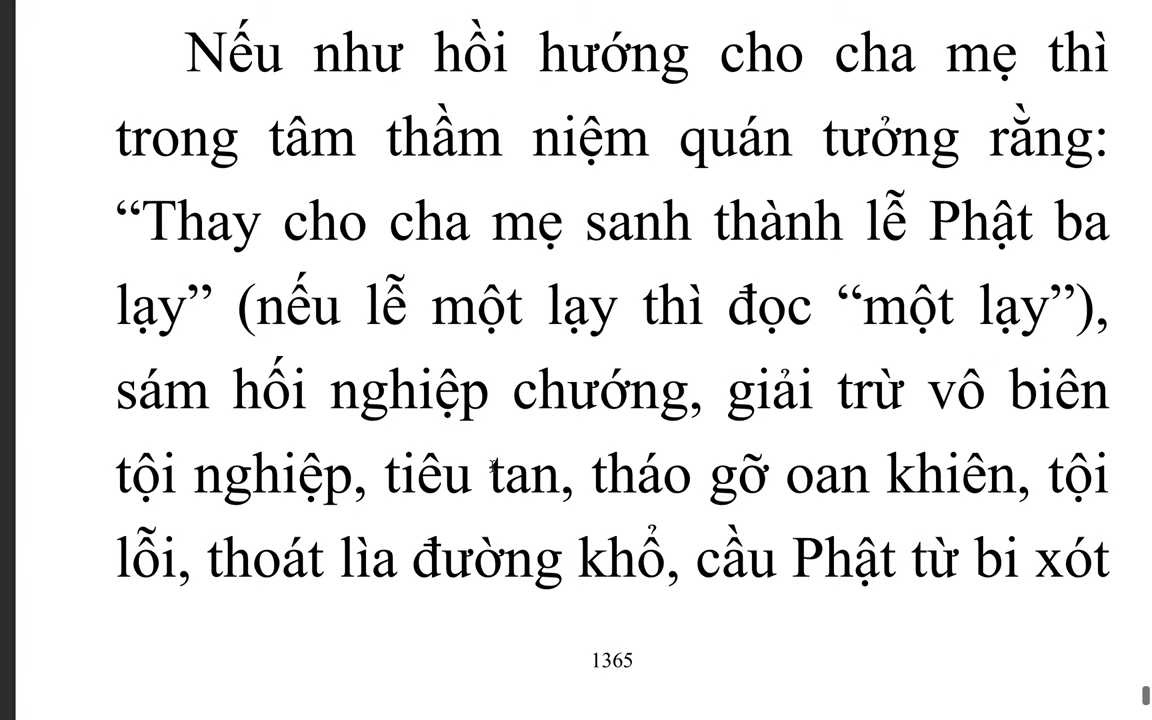 Nếu như hồi hướng cho cha mẹ thì
trong tâm thầm niệm quán tưởng rằng:
“Thay cho cha mẹ sanh thành lễ Phật ba
lạy” (nếu lễ một lạy thì đọc “một lạy”),
sám hối nghiệp chướng, giải trừ vô biên
tội nghiệp, tiêu tan, tháo gỡ oan khiên, tội
lỗi, thoát lìa đường khổ, cầu Phật từ bi xót
1365